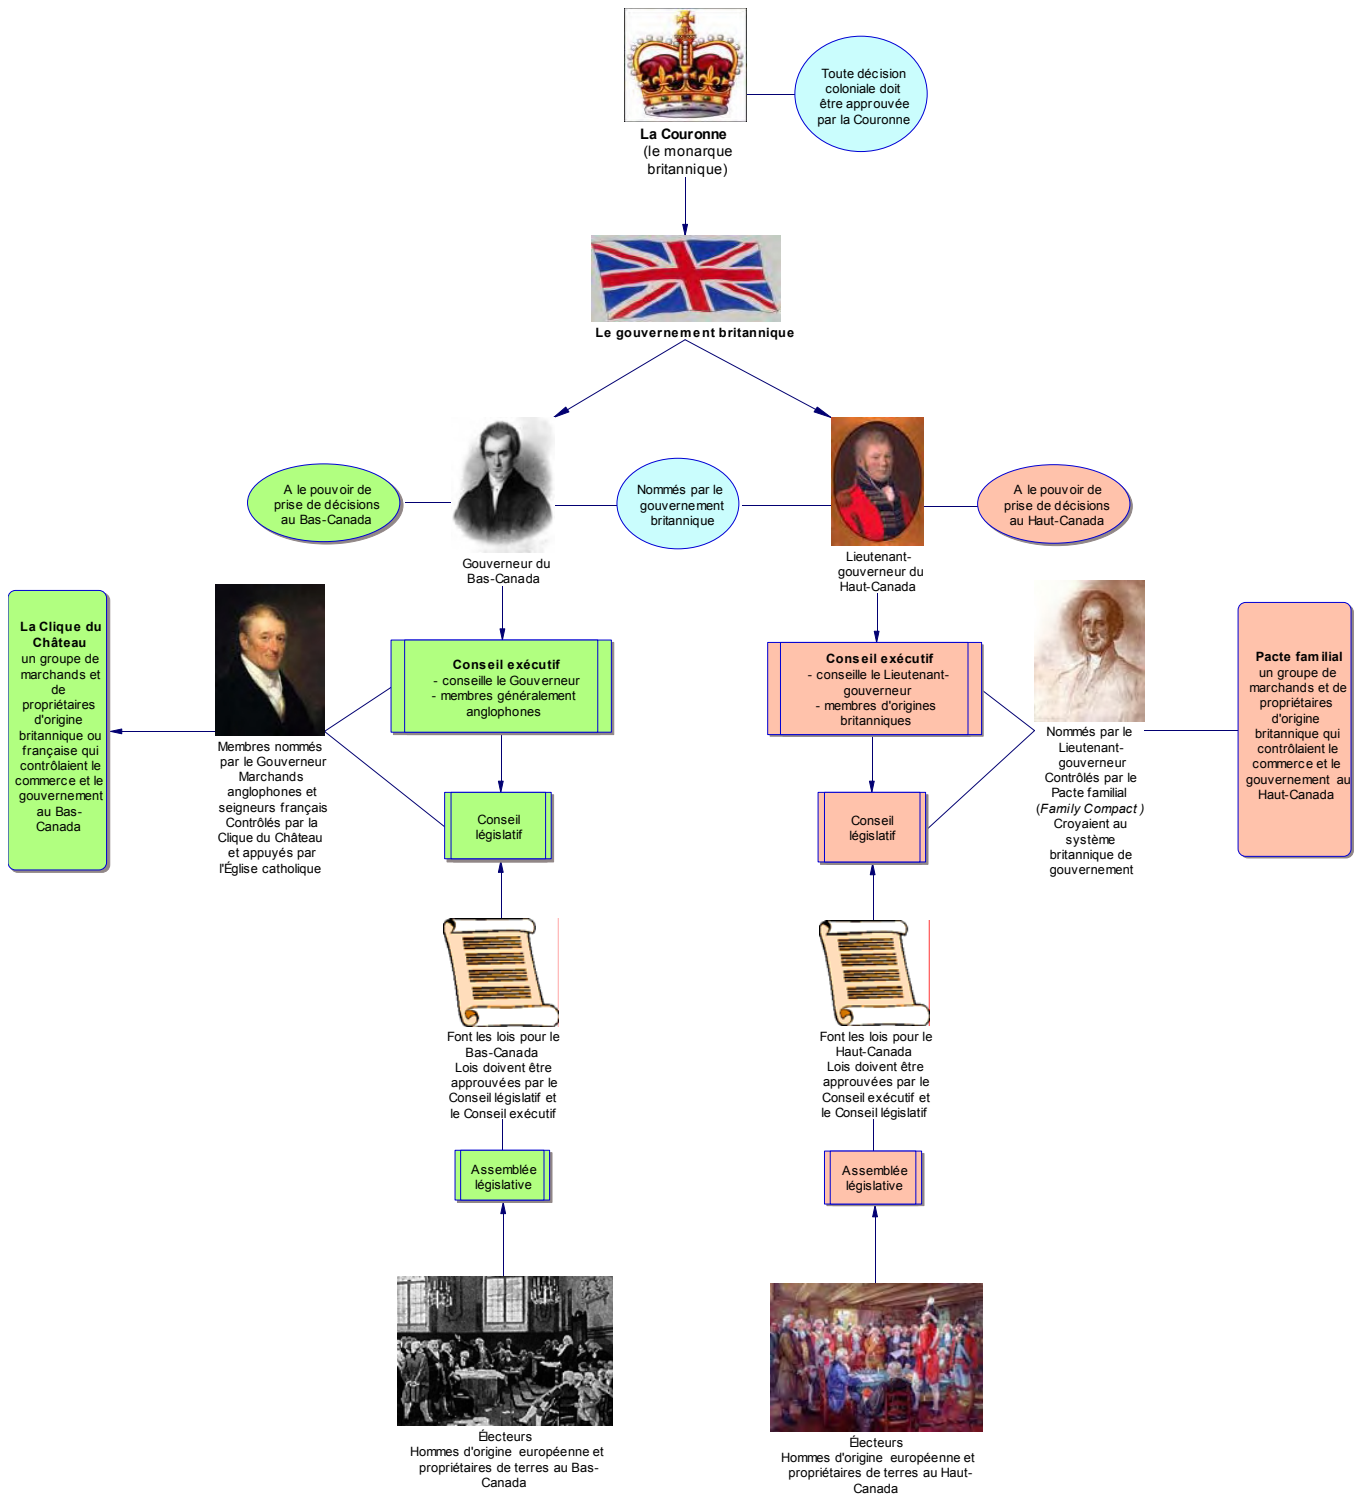 Toute décision
coloniale doit
être approuvée
par la Couronne
La Couronne
(le monarque
britannique)
Le gouvernement britannique
A le pouvoir de
prise de décisions
au Bas-Canada
Nommés par le
gouvernement
britannique
A le pouvoir de
prise de décisions
au Haut-Canada
Gouverneur du
Bas-Canada
Lieutenant-
gouverneur du
Haut-Canada
La Clique du
Château
un groupe de
marchands et
de
propriétaires
d'origine
britannique ou
française qui
contrôlaient le
commerce et le
gouvernement
au Bas-
Canada
Membres nommés
par le Gouverneur
Marchands
anglophones et
seigneurs français
Contrôlés par la
Clique du Château
et appuyés par
l'Église catholique
Conseil exécutif
- conseille le Gouverneur
- membres généralement
anglophones
Conseil exécutif
- conseille le Lieutenant-
gouverneur
- membres d'origines
britanniques
Nommés par le
Lieutenant-
gouverneur
Contrôlés par le
Pacte familial
(Family Compact )
Croyaient au
système
britannique de
gouvernement
Pacte familial
un groupe de
marchands et de
propriétaires
d'origine
britannique qui
contrôlaient le
commerce et le
gouvernement au
Haut-Canada
Conseil
législatif
Conseil
législatif
Font les lois pour le
Bas-Canada
Lois doivent être
approuvées par le
Conseil législatif et
le Conseil exécutif
Font les lois pour le
Haut-Canada
Lois doivent être
approuvées par le
Conseil exécutif et
le Conseil législatif
Assemblée
législative
Assemblée
législative
Électeurs
Hommes d'origine européenne et
propriétaires de terres au Bas-
Canada
Électeurs
Hommes d'origine européenne et
propriétaires de terres au Haut-
Canada